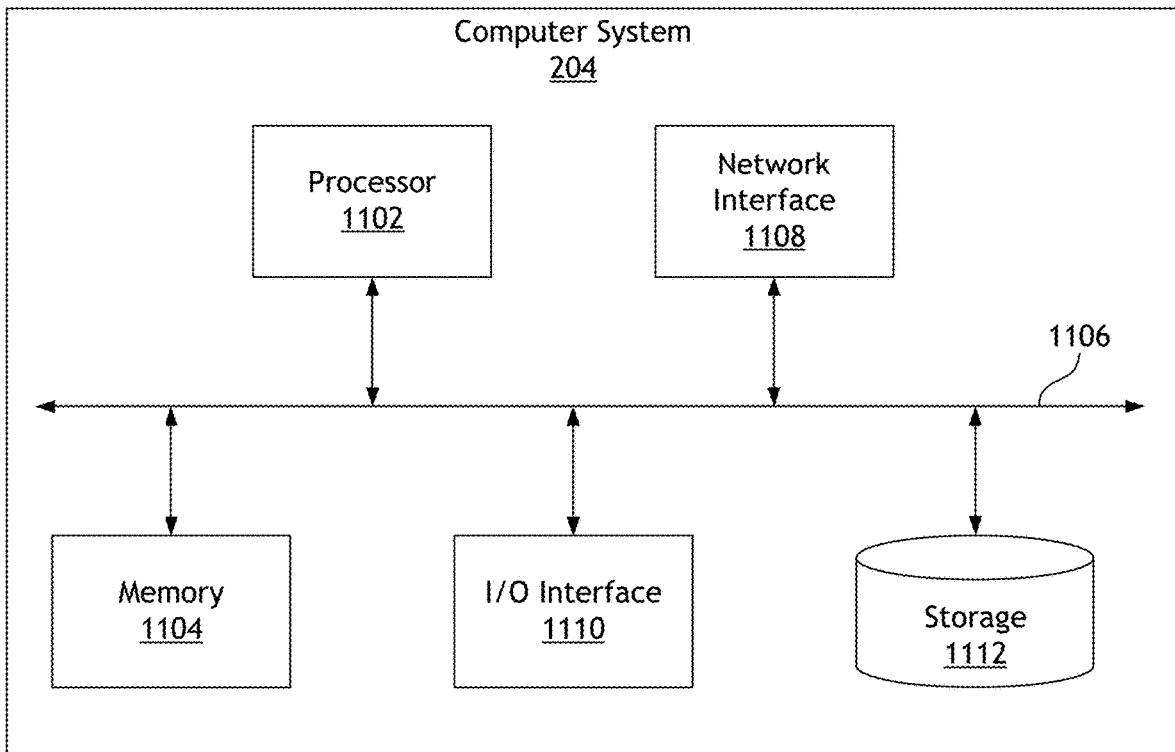 Computer System
204
Processor
1102
Network
Interface
1108
1106
Memory
1104
I/O Interface
1110
Storage
1112